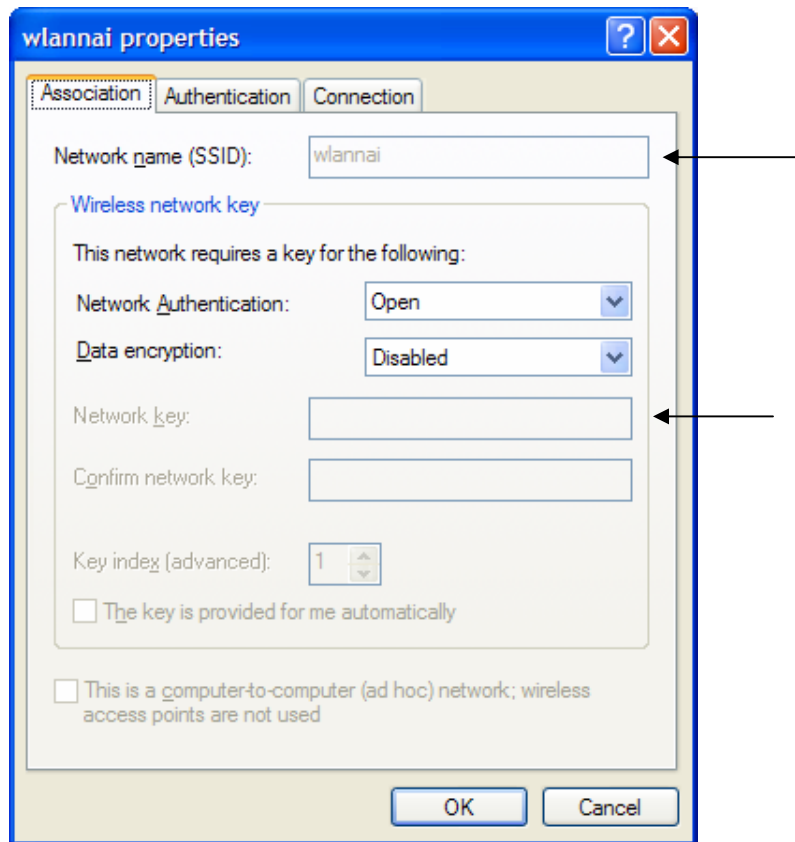 wlannai properties
Association Authentication Connection
Network name (SSID): wlannai
Wireless network key
This network requires a key for the following:
Network Authentication: Open
Data encryption: Disabled
Network key:
Confirm network key:
Key index (advanced): 1
The key is provided for me automatically
This is a computer-to-computer (ad hoc) network; wireless
access points are not used
OK Cancel